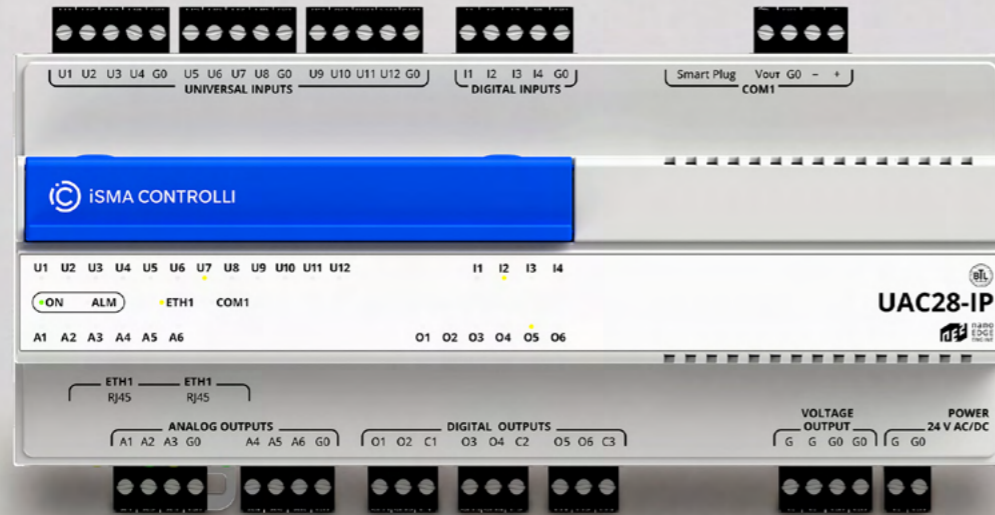 U1 U2 U3 U4 G0 U5 U6 U7 U8 G0 U9 U10 U11 U12 G0 I1 I2 I3 I4 G0 Smart Plug Vout G0 - +
UNIVERSAL INPUTS DIGITAL INPUTS COM1
iSMA CONTROLLI
U1 U2 U3 U4 U5 U6 U7 U8 U9 U10 U11 U12 I1 I2 I3 I4
BTL
ON ALM ETH1 COM1
UAC28-IP
nano
EDGE
ENGINE
A1 A2 A3 A4 A5 A6 O1 O2 O3 O4 O5 O6
ETH1 ETH1
RJ45 RJ45
VOLTAGE POWER
ANALOG OUTPUTS DIGITAL OUTPUTS OUTPUT 24 V AC/DC
A1 A2 A3 G0 A4 A5 A6 G0 O1 O2 C1 O3 O4 C2 O5 O6 C3 G G G0 G0 G G0